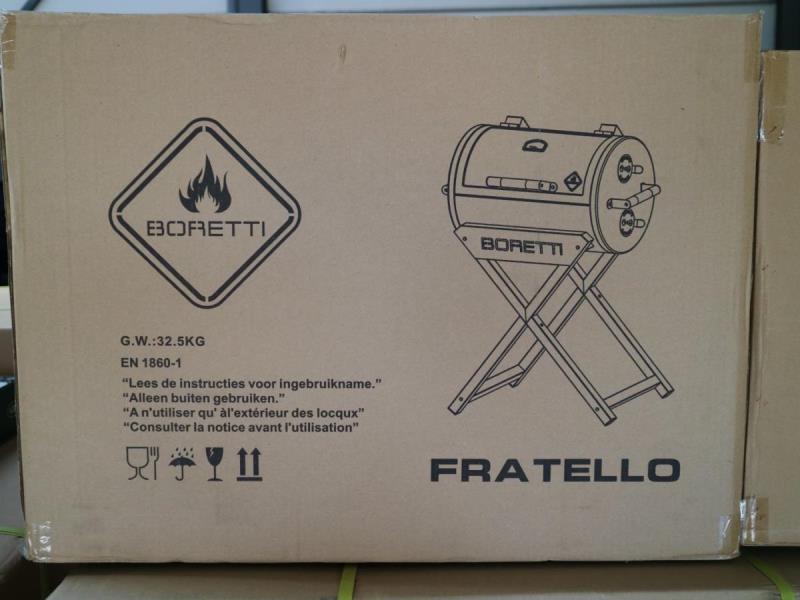 BORETTI
G.W.:32.5KG
EN 1860-1
“Lees de instructies voor ingebruikname.”
“Alleen buiten gebruiken.”
“A n'utiliser qu' àl'extérieur des locqux”
“Consulter la notice avant l'utilisation”
BORETTI
FRATELLO